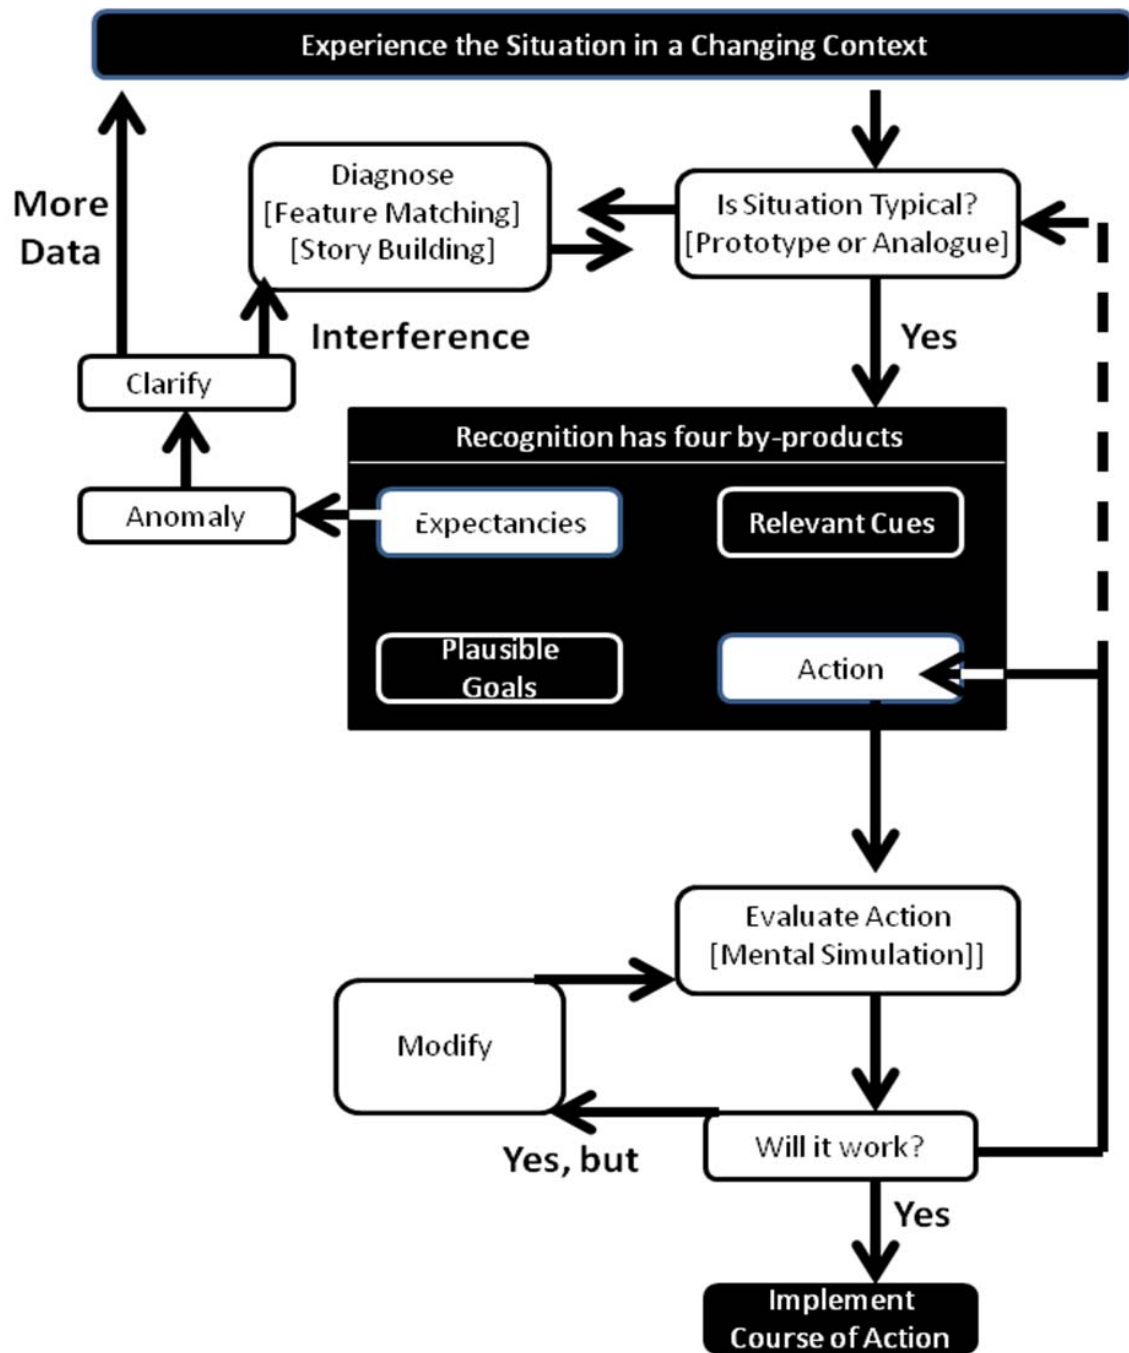 Experience the Situation in a Changing Context
More
Data
Diagnose
[Feature Matching]
[Story Building]
Is Situation Typical?
[Prototype or Analogue]
Interference
Yes
Clarify
Recognition has four by-products
Anomaly
Expectancies
Relevant Cues
Plausible
Goals
Action
Evaluate Action
[Mental Simulation]]
Modify
Yes, but
Will it work?
Yes
Implement
Course of Action